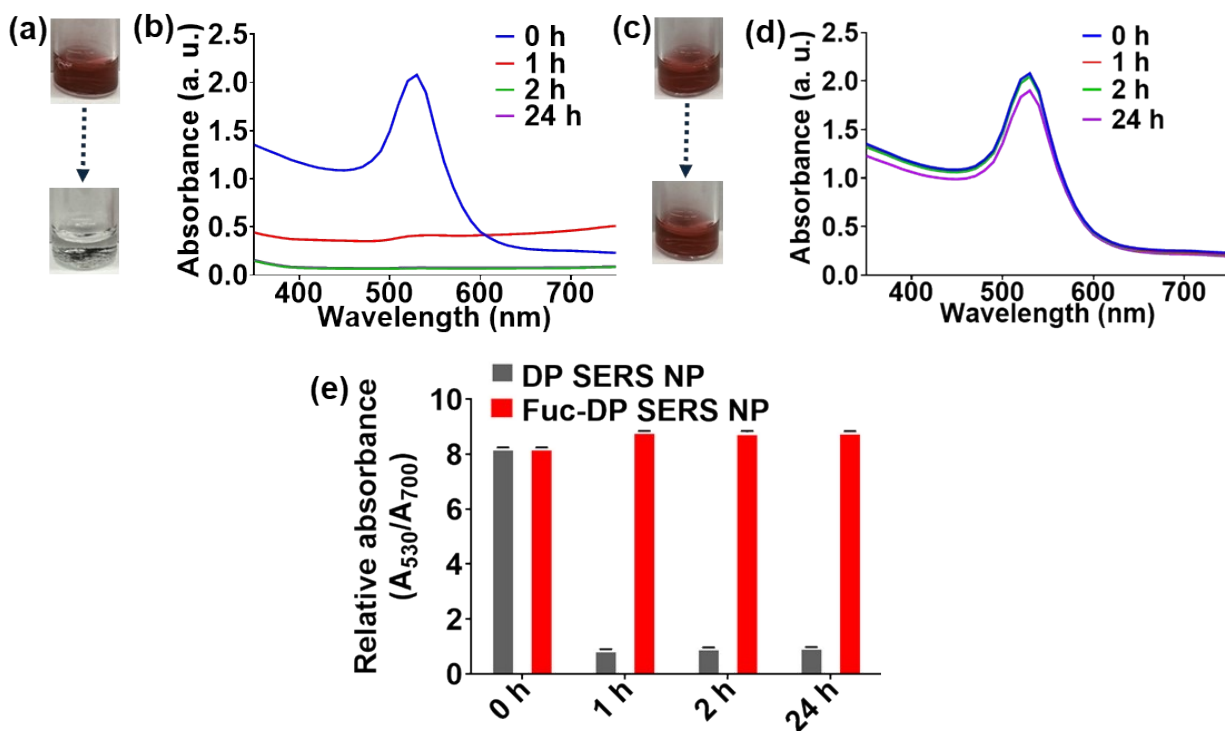 (a)
(b)
2.5
2.0
1.5
1.0
0.5
0.0
Absorbance (a. u.)
400 500 600 700
Wavelength (nm)
0 h
1 h
2 h
24 h
(c)
(d)
2.5
2.0
1.5
1.0
0.5
0.0
Absorbance (a. u.)
400 500 600 700
Wavelength (nm)
0 h
1 h
2 h
24 h
(e)
DP SERS NP
Fuc-DP SERS NP
10
8
6
4
2
0
Relative absorbance
(A530/A700)
0 h 1 h 2 h 24 h